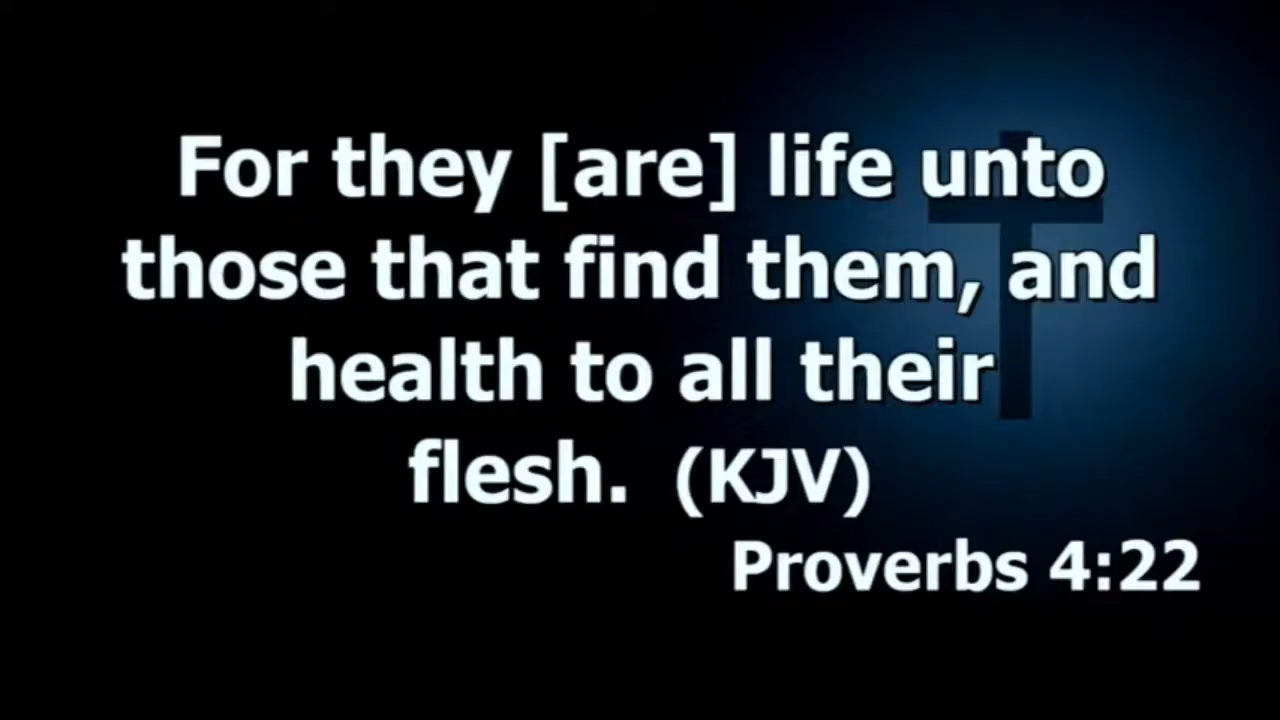 For they [are] life unto
those that find them, and
health to all their
flesh. (KJV)
Proverbs 4:22